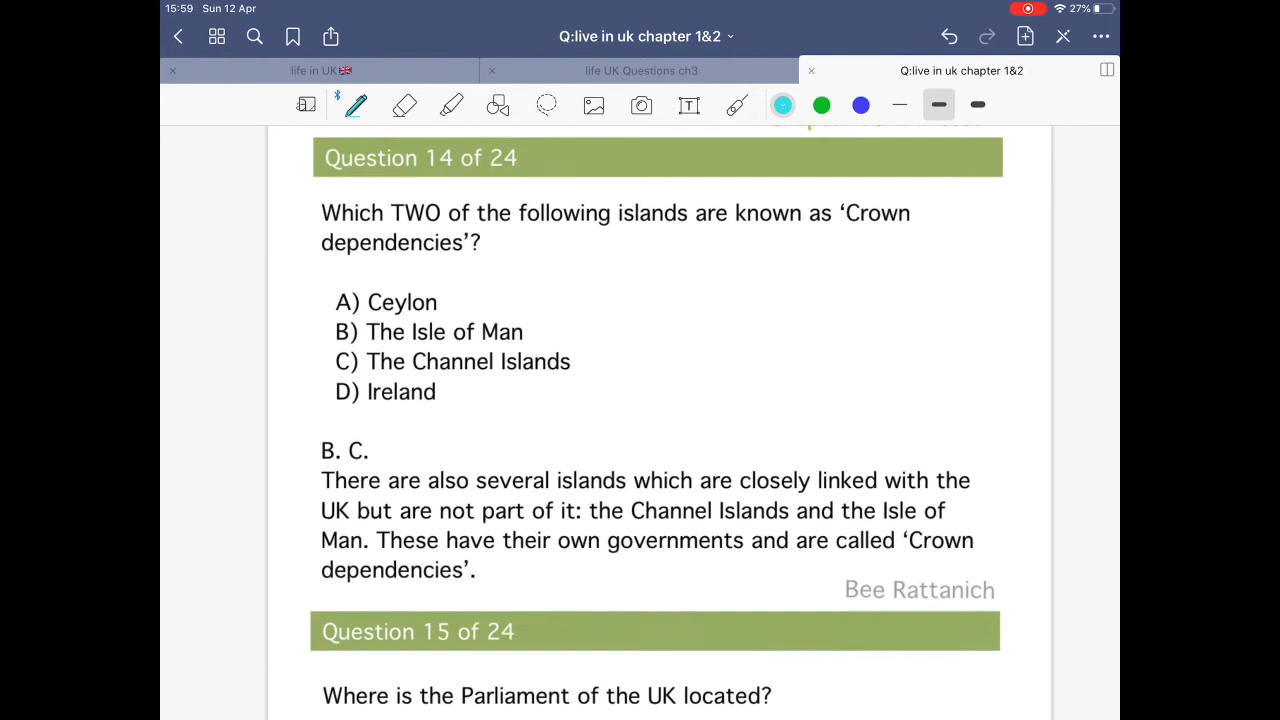 15:59 Sun 12 Apr 27%
Q:live in uk chapter 1&2
life in UK🇬🇧 life UK Questions ch3 Q:live in uk chapter 1&2
Question 14 of 24
Which TWO of the following islands are known as ‘Crown
dependencies’?
A) Ceylon
B) The Isle of Man
C) The Channel Islands
D) Ireland
B. C.
There are also several islands which are closely linked with the
UK but are not part of it: the Channel Islands and the Isle of
Man. These have their own governments and are called ‘Crown
dependencies’.
Bee Rattanich
Question 15 of 24
Where is the Parliament of the UK located?